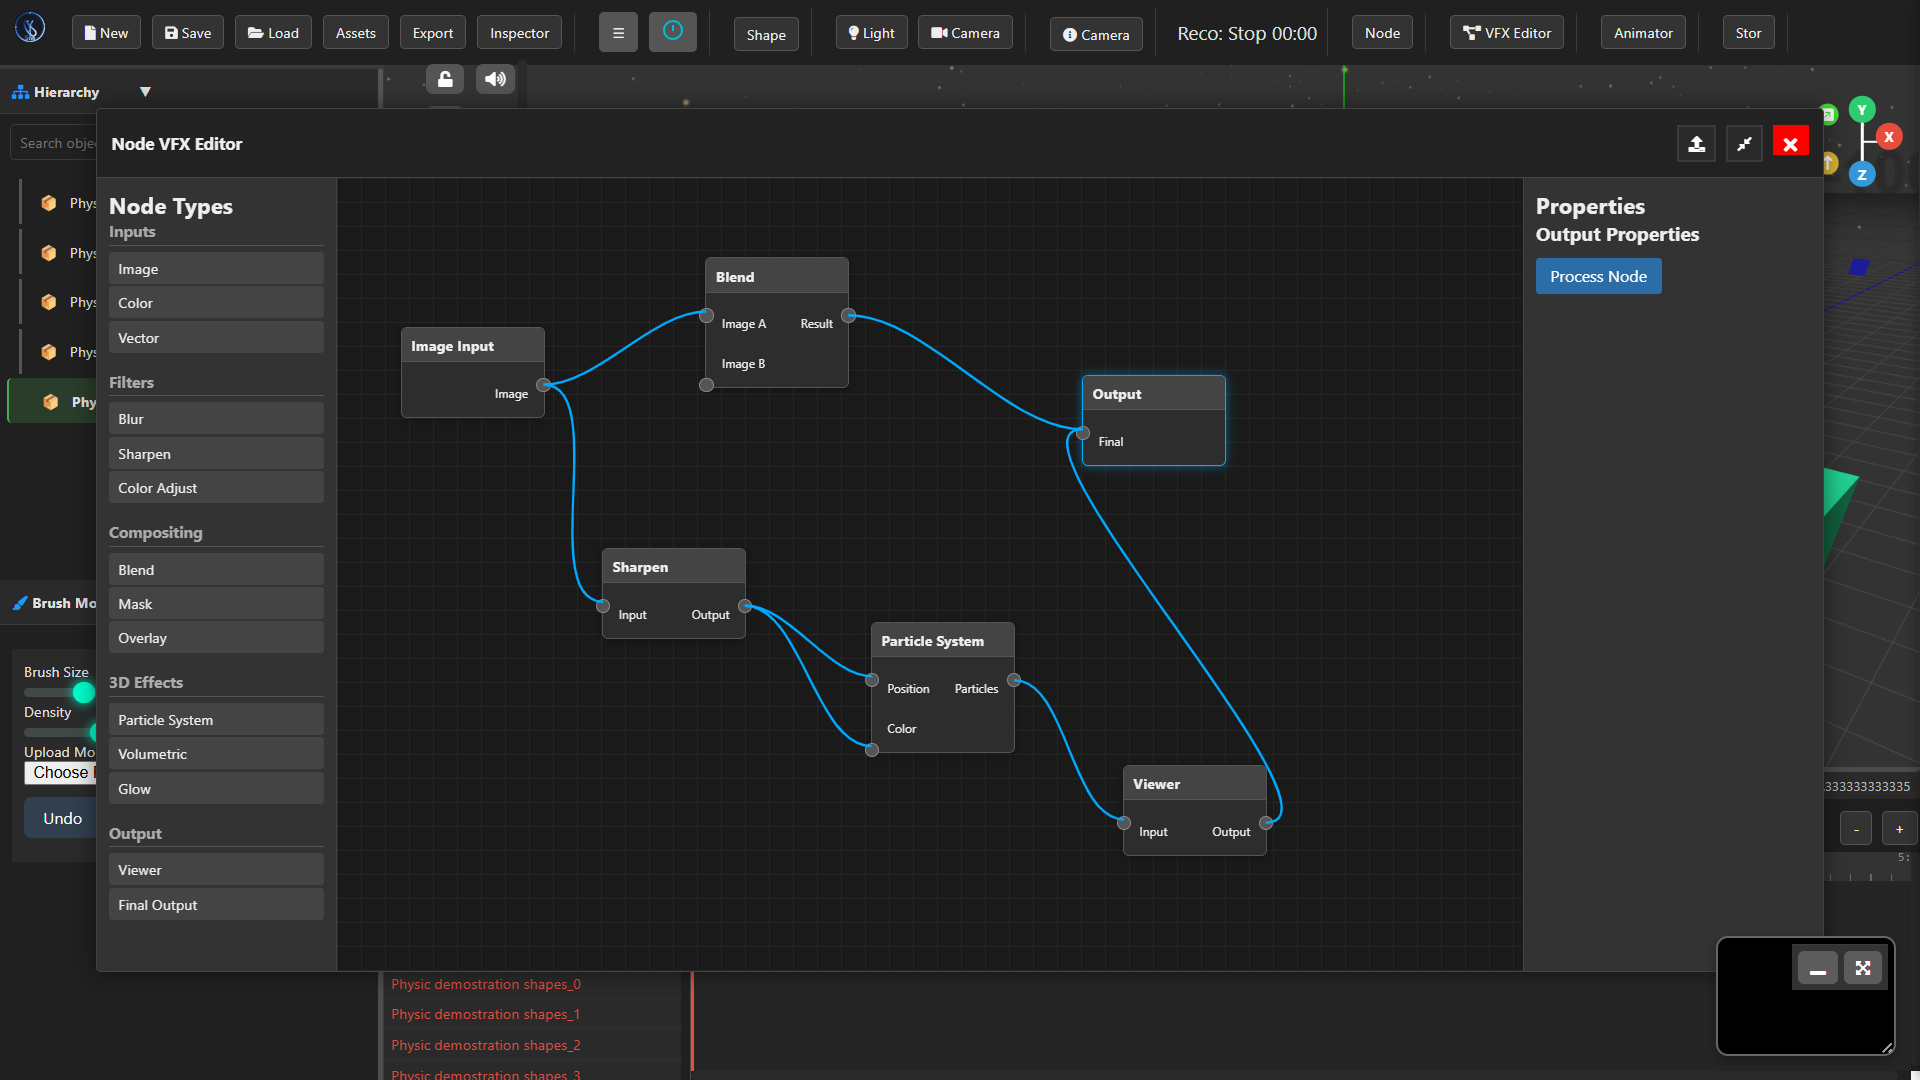 New
Save
Load
Assets
Export
Inspector
Shape
Light
Camera
Camera
Reco: Stop 00:00
Node
VFX Editor
Animator
Stor
Hierarchy
Search obje
Phys
Phys
Phys
Phys
Phy
Brush Mo
Brush Size
Density
Upload Mo
Choose
Undo
Node VFX Editor
Node Types
Inputs
Image
Color
Vector
Filters
Blur
Sharpen
Color Adjust
Compositing
Blend
Mask
Overlay
3D Effects
Particle System
Volumetric
Glow
Output
Viewer
Final Output
Image Input
Image
Blend
Image A Result
Image B
Output
Final
Sharpen
Input Output
Particle System
Position Particles
Color
Viewer
Input Output
Properties
Output Properties
Process Node
Y
X
Z
333333333335
- +
5:
Physic demostration shapes_0
Physic demostration shapes_1
Physic demostration shapes_2
Physic demostration shapes_3